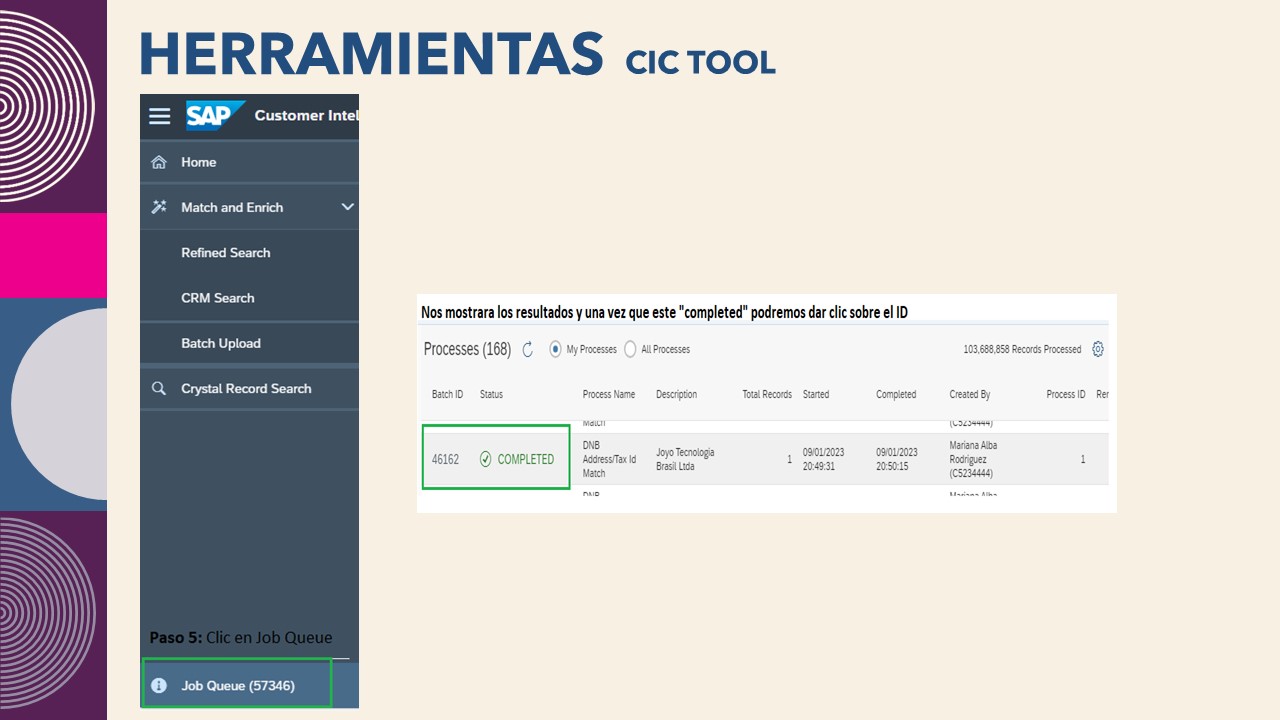 HERRAMIENTAS CIC TOOL
SAP Customer Intel
Home
Match and Enrich
Refined Search
CRM Search
Batch Upload
Crystal Record Search
Paso 5: Clic en Job Queue
Job Queue (57346)
Nos mostrara los resultados y una vez que este "completed" podremos dar clic sobre el ID
Processes (168) My Processes All Processes 103,688,858 Records Processed
Batch ID Status Process Name Description Total Records Started Completed Created By Process ID Rer
Match (C5234444)
46162 COMPLETED DNB Address/Tax Id Match Joyo Tecnologia Brasil Ltda 1 09/01/2023 20:49:31 09/01/2023 20:50:15 Mariana Alba Rodriguez (C5234444) 1
DNB Mariana Alba